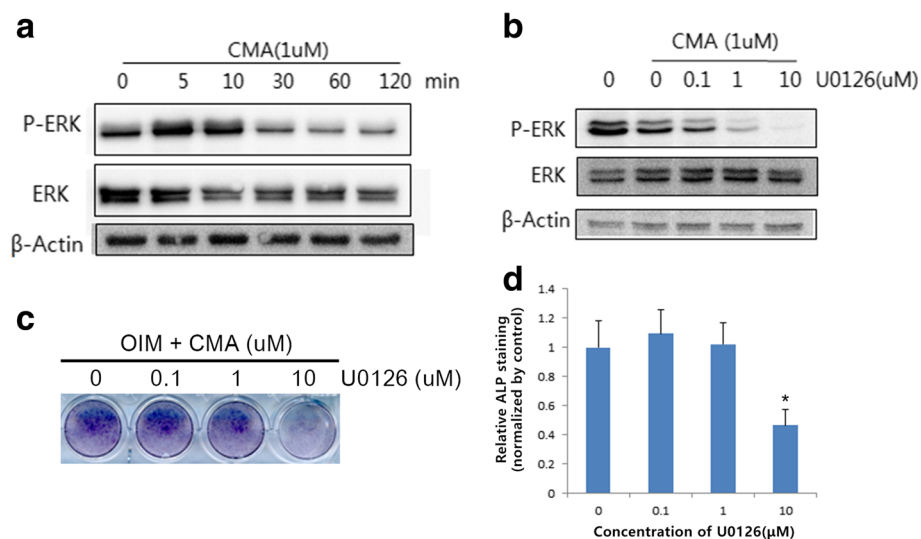 a
CMA(1uM)
0 5 10 30 60 120 min
P-ERK
ERK
β-Actin
b
CMA (1uM)
0 0 0.1 1 10 U0126(uM)
P-ERK
ERK
β-Actin
c
OIM + CMA (uM)
0 0.1 1 10 U0126 (uM)
d
Relative ALP staining
(normalized by control)
1.4
1.2
1
0.8
0.6
0.4
0.2
0
*
0 0.1 1 10
Concentration of U0126(μM)